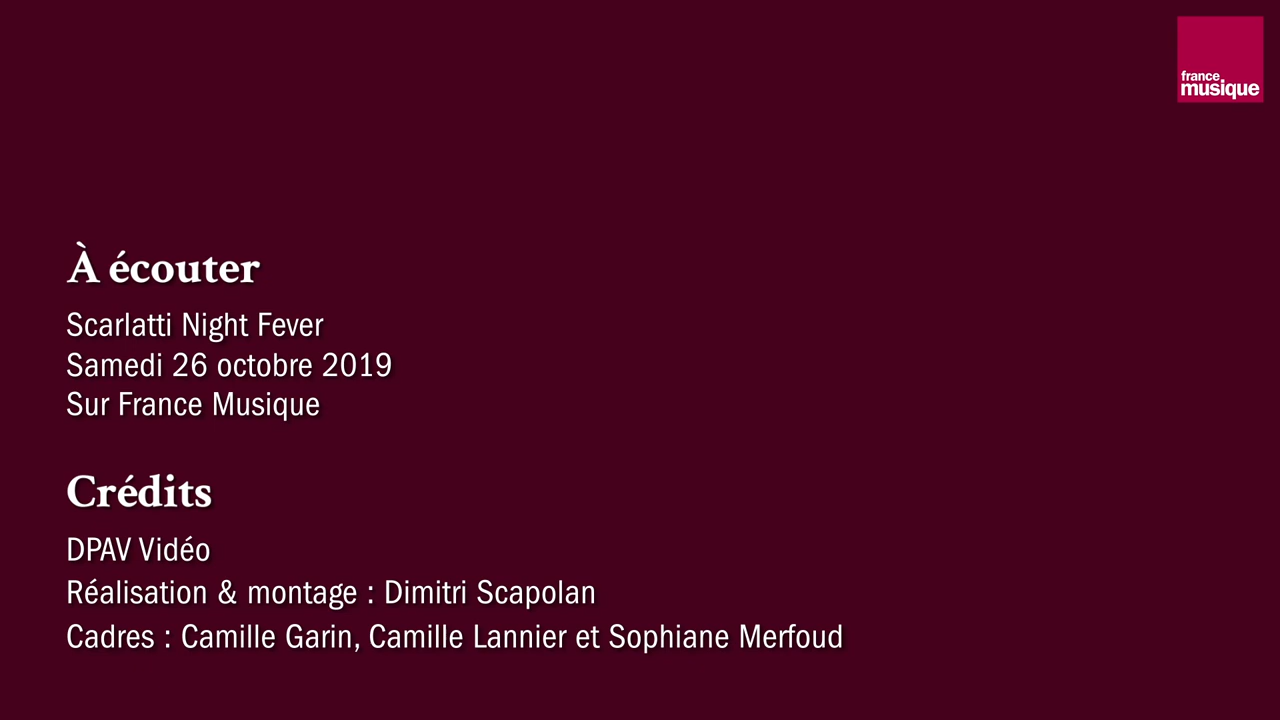 france
musique
À écouter
Scarlatti Night Fever
Samedi 26 octobre 2019
Sur France Musique
Crédits
DPAV Vidéo
Réalisation & montage : Dimitri Scapolan
Cadres : Camille Garin, Camille Lannier et Sophiane Merfoud